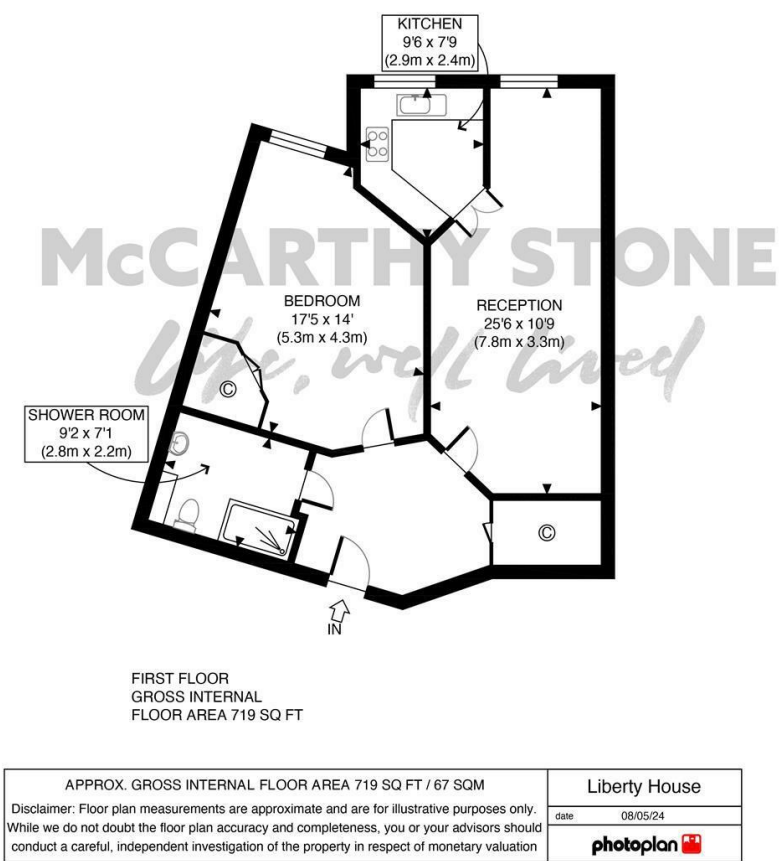 KITCHEN
9'6 x 7'9
(2.9m x 2.4m)
McCARTHY STONE
life, well lived
BEDROOM
17'5 x 14'
(5.3m x 4.3m)
RECEPTION
25'6 x 10'9
(7.8m x 3.3m)
©
SHOWER ROOM
9'2 x 7'1
(2.8m x 2.2m)
©
IN
FIRST FLOOR
GROSS INTERNAL
FLOOR AREA 719 SQ FT
APPROX. GROSS INTERNAL FLOOR AREA 719 SQ FT / 67 SQM
Disclaimer: Floor plan measurements are approximate and are for illustrative purposes only.
While we do not doubt the floor plan accuracy and completeness, you or your advisors should
conduct a careful, independent investigation of the property in respect of monetary valuation
Liberty House
date 08/05/24
photoplan